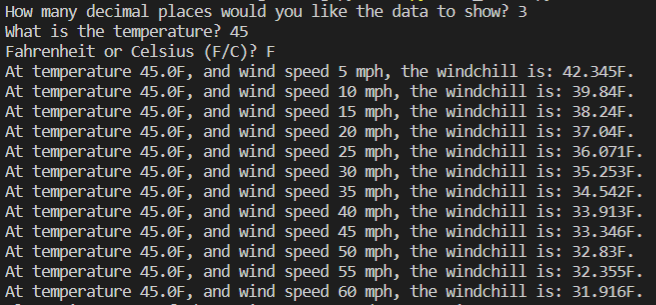 How many decimal places would you like the data to show? 3
What is the temperature? 45
Fahrenheit or Celsius (F/C)? F
At temperature 45.0F, and wind speed 5 mph, the windchill is: 42.345F.
At temperature 45.0F, and wind speed 10 mph, the windchill is: 39.84F.
At temperature 45.0F, and wind speed 15 mph, the windchill is: 38.24F.
At temperature 45.0F, and wind speed 20 mph, the windchill is: 37.04F.
At temperature 45.0F, and wind speed 25 mph, the windchill is: 36.071F.
At temperature 45.0F, and wind speed 30 mph, the windchill is: 35.253F.
At temperature 45.0F, and wind speed 35 mph, the windchill is: 34.542F.
At temperature 45.0F, and wind speed 40 mph, the windchill is: 33.913F.
At temperature 45.0F, and wind speed 45 mph, the windchill is: 33.346F.
At temperature 45.0F, and wind speed 50 mph, the windchill is: 32.83F.
At temperature 45.0F, and wind speed 55 mph, the windchill is: 32.355F.
At temperature 45.0F, and wind speed 60 mph, the windchill is: 31.916F.